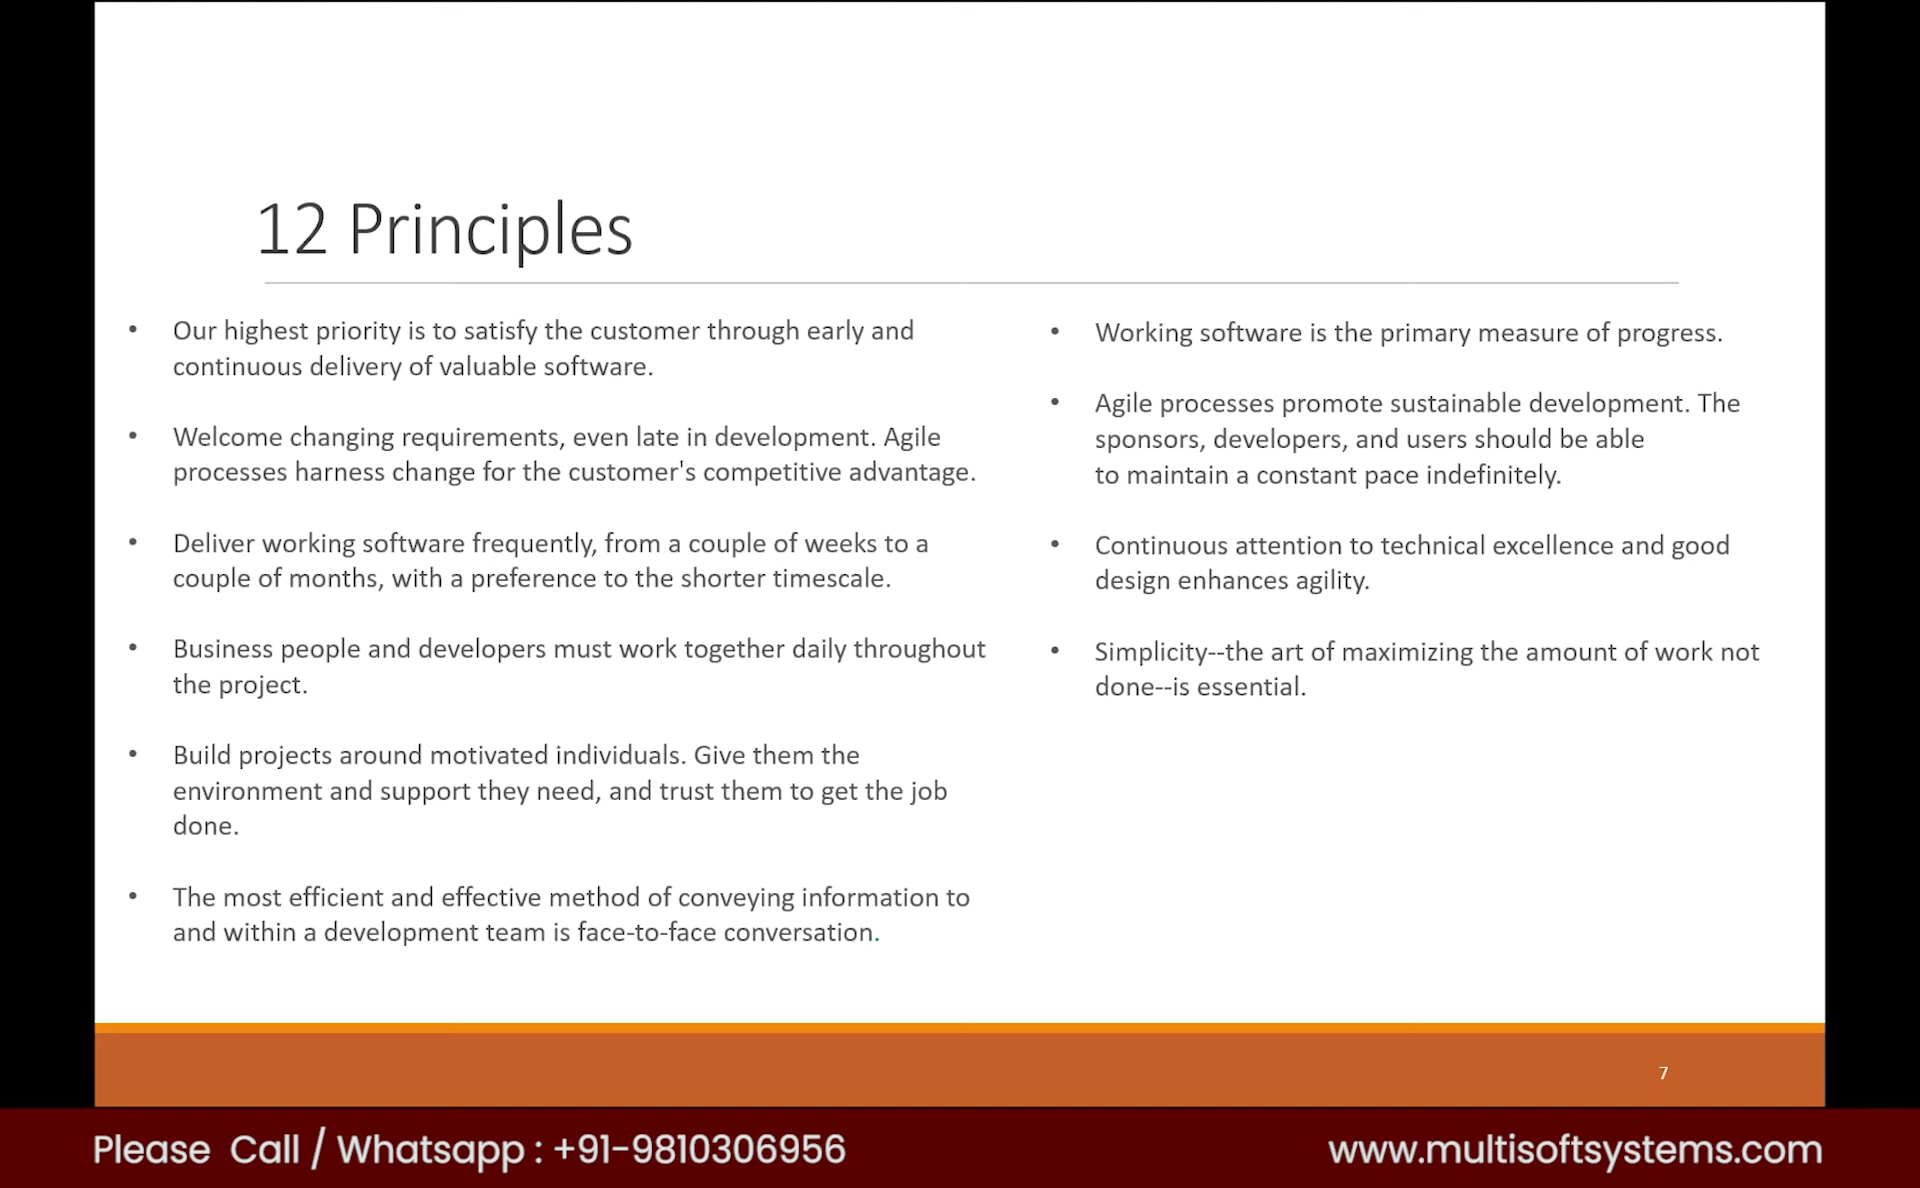 12 Principles
• Our highest priority is to satisfy the customer through early and
continuous delivery of valuable software.
• Welcome changing requirements, even late in development. Agile
processes harness change for the customer's competitive advantage.
• Deliver working software frequently, from a couple of weeks to a
couple of months, with a preference to the shorter timescale.
• Business people and developers must work together daily throughout
the project.
• Build projects around motivated individuals. Give them the
environment and support they need, and trust them to get the job
done.
• The most efficient and effective method of conveying information to
and within a development team is face-to-face conversation.
• Working software is the primary measure of progress.
• Agile processes promote sustainable development. The
sponsors, developers, and users should be able
to maintain a constant pace indefinitely.
• Continuous attention to technical excellence and good
design enhances agility.
• Simplicity--the art of maximizing the amount of work not
done--is essential.
7
Please Call / Whatsapp : +91-9810306956
www.multisoftsystems.com